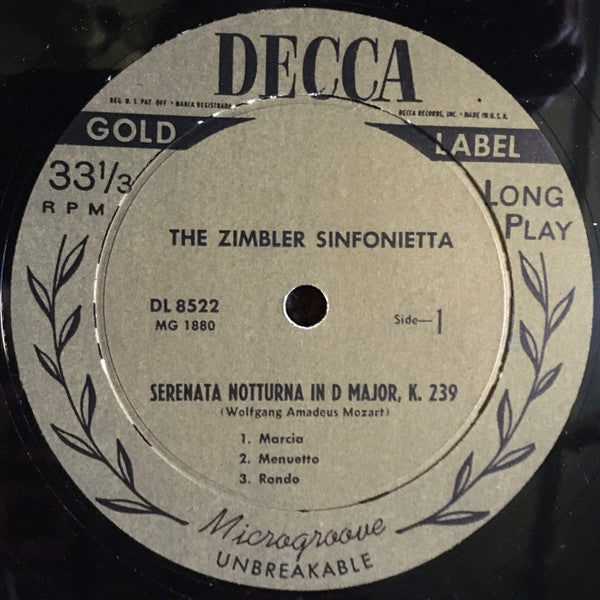 DECCA
REG. U. S. PAT. OFF. • MARCA REGISTRADA
DECCA RECORDS, INC. • MADE IN U.S.A.
GOLD LABEL
33 1/3
RPM
LONG
PLAY
THE ZIMBLER SINFONIETTA
DL 8522
MG 1880
Side—1
SERENATA NOTTURNA IN D MAJOR, K. 239
(Wolfgang Amadeus Mozart)
1. Marcia
2. Menuetto
3. Rondo
Microgroove
UNBREAKABLE